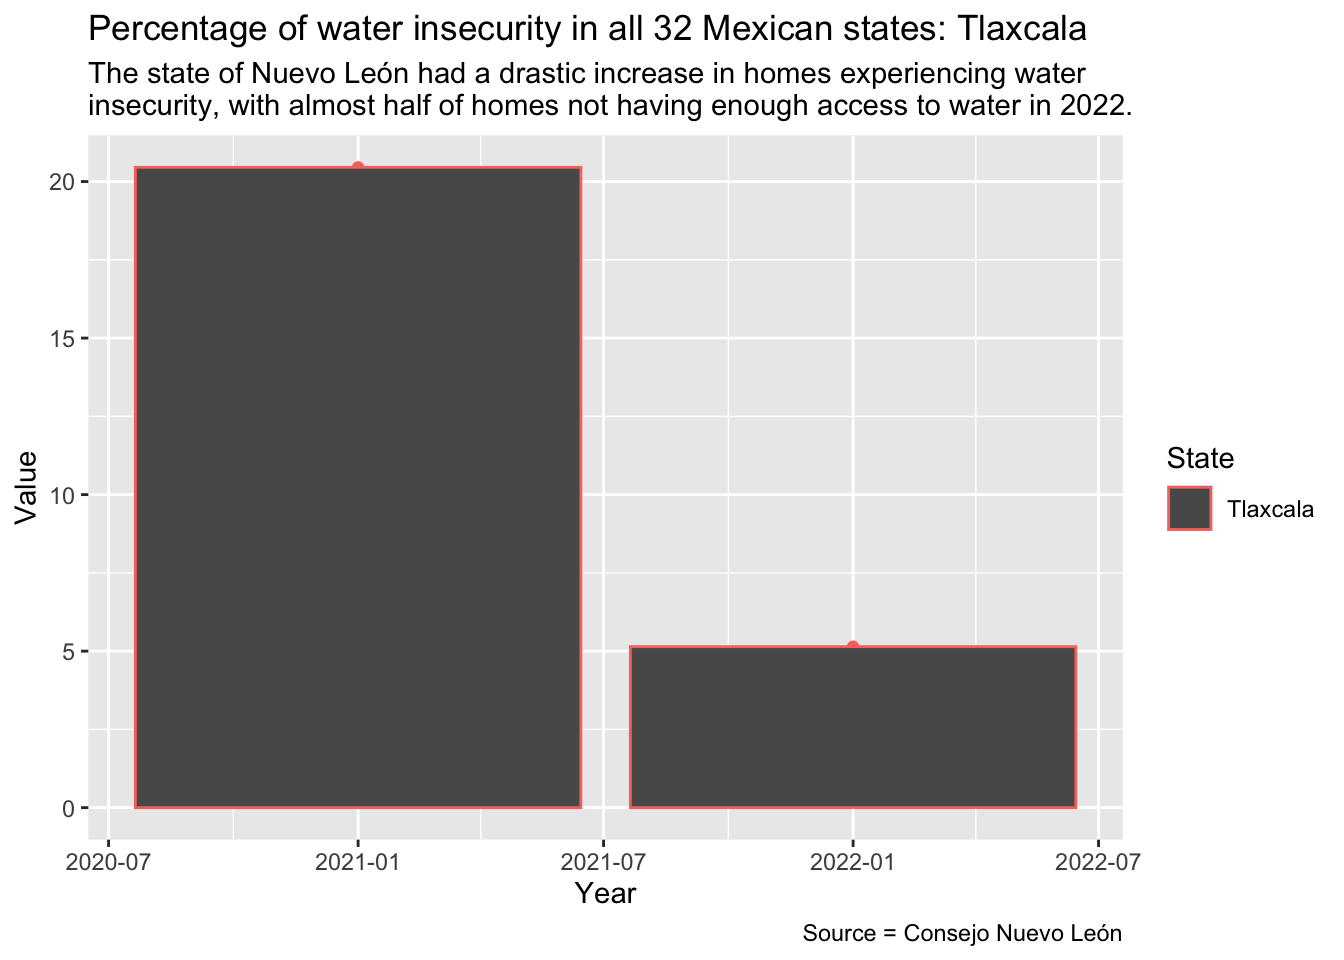 Percentage of water insecurity in all 32 Mexican states: Tlaxcala
The state of Nuevo León had a drastic increase in homes experiencing water
insecurity, with almost half of homes not having enough access to water in 2022.
20
15
10
5
0
Value
2020-07
2021-01
2021-07
2022-01
2022-07
Year
State
Tlaxcala
Source = Consejo Nuevo León